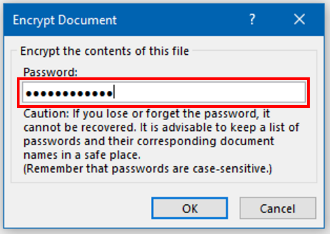 Encrypt Document
?
Encrypt the contents of this file
Password:
●●●●●●●●●●●●
Caution: If you lose or forget the password, it
cannot be recovered. It is advisable to keep a list of
passwords and their corresponding document
names in a safe place.
(Remember that passwords are case-sensitive.)
OK Cancel